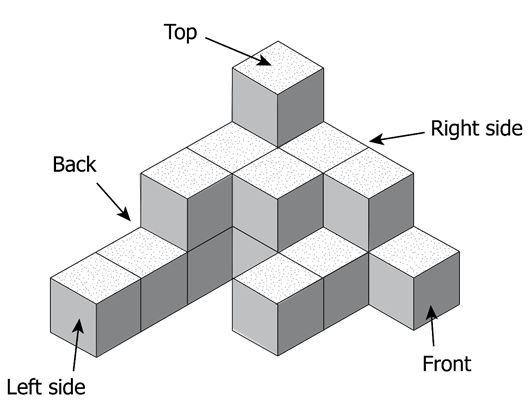 Top
Right side
Back
Front
Left side